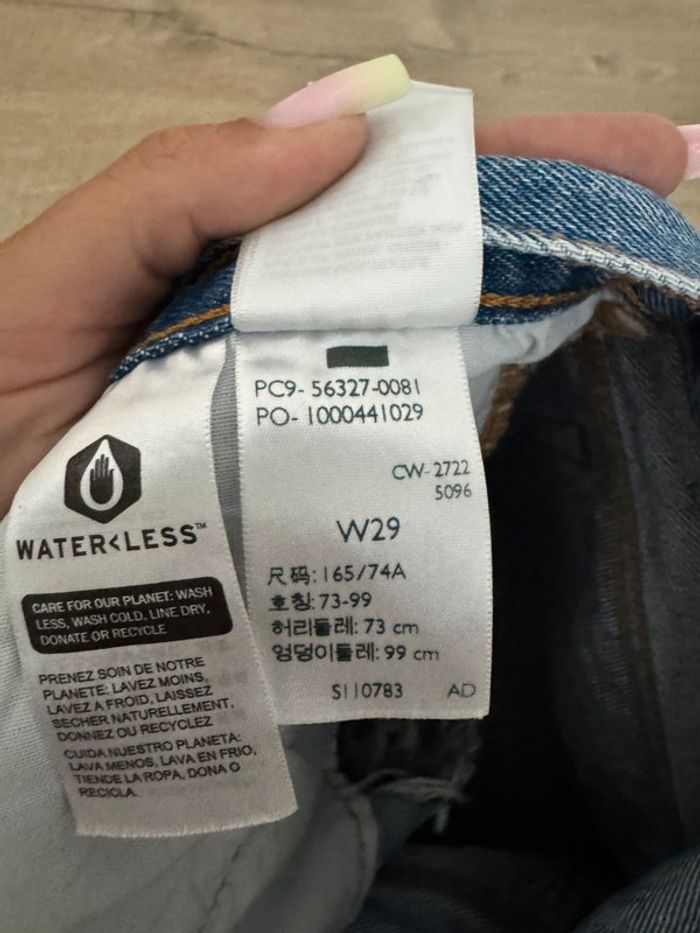 WATER<LESS™
CARE FOR OUR PLANET: WASH
LESS, WASH COLD, LINE DRY,
DONATE OR RECYCLE
PRENEZ SOIN DE NOTRE
PLANETE: LAVEZ MOINS,
LAVEZ A FROID, LAISSEZ
SECHER NATURELLEMENT,
DONNEZ OU RECYCLEZ
CUIDA NUESTRO PLANETA:
LAVA MENOS, LAVA EN FRIO,
TIENDE LA ROPA, DONA O
RECICLA.
PC9- 56327-0081
PO- 1000441029
CW- 2722
5096
W29
尺码: 165/74A
호칭: 73-99
허리둘레: 73 cm
엉덩이둘레: 99 cm
S110783 AD